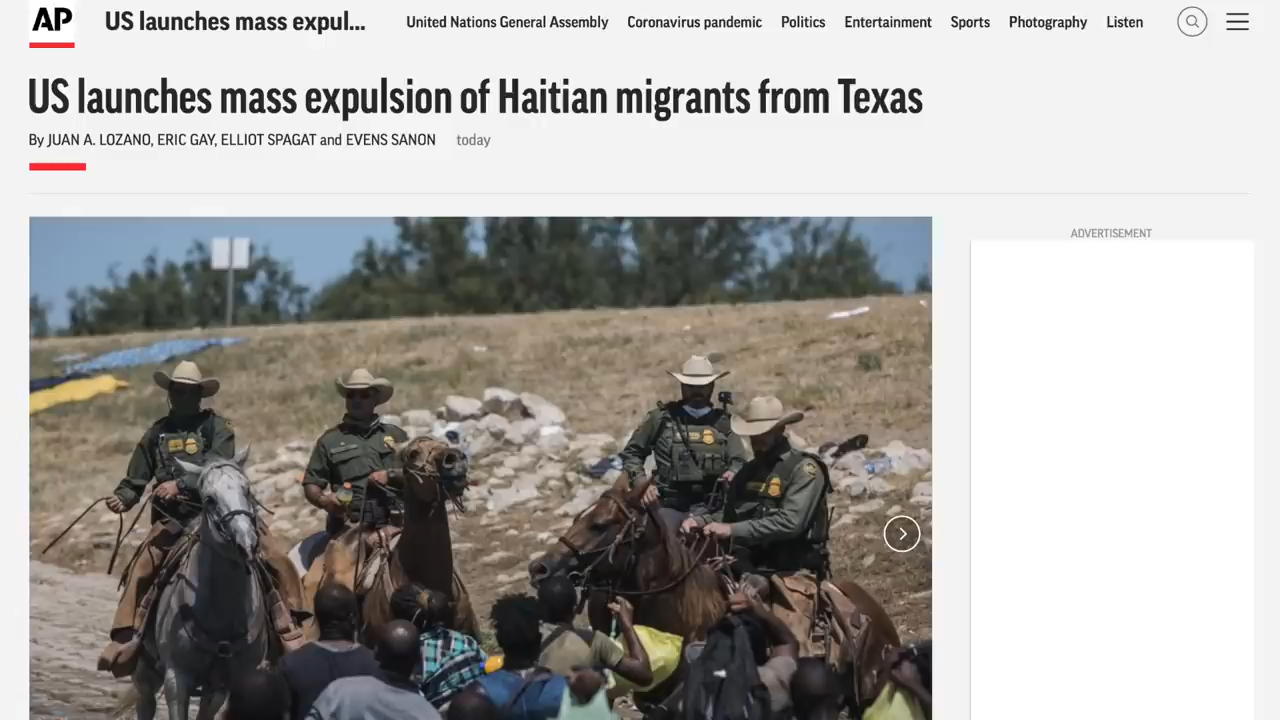 AP
US launches mass expul...
United Nations General Assembly Coronavirus pandemic Politics Entertainment Sports Photography Listen
US launches mass expulsion of Haitian migrants from Texas
By JUAN A. LOZANO, ERIC GAY, ELLIOT SPAGAT and EVENS SANON today
ADVERTISEMENT